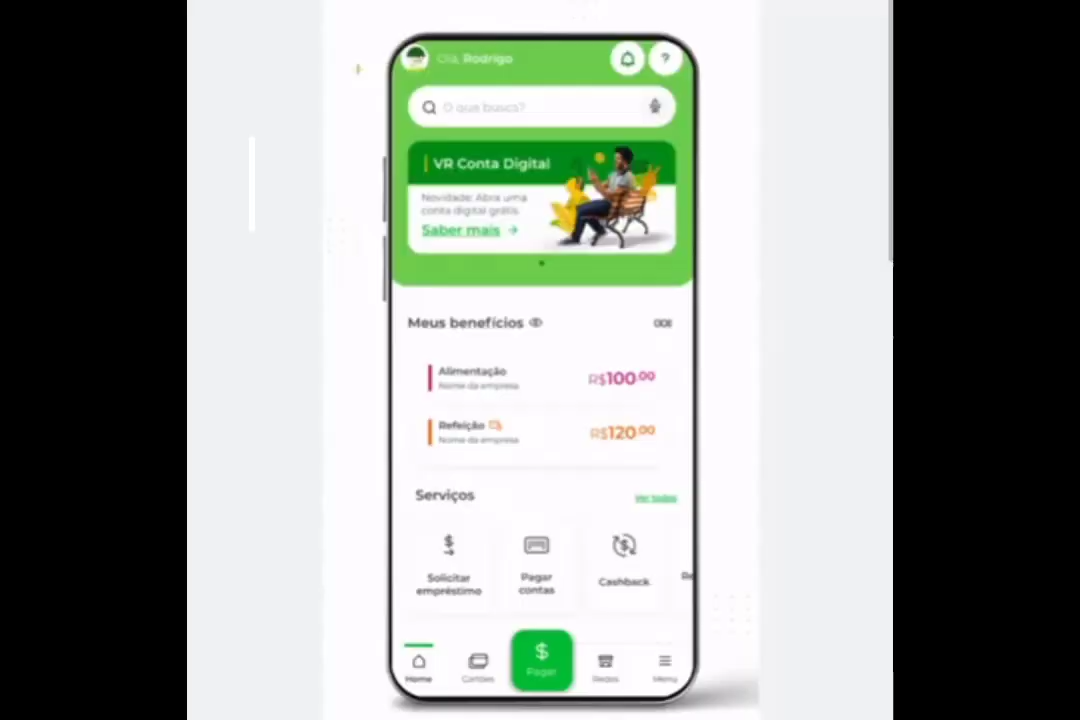 Olá, Rodrigo
?
O que busca?
VR Conta Digital
Novidade: Abra uma
conta digital grátis.
Saber mais →
Meus benefícios
Alimentação
Nome da empresa
R$100,00
Refeição
Nome da empresa
R$120,00
Serviços
Ver todos
Solicitar
empréstimo
Pagar
contas
Cashback
Re
Home
Cartões
$
Pagar
Redes
Menu